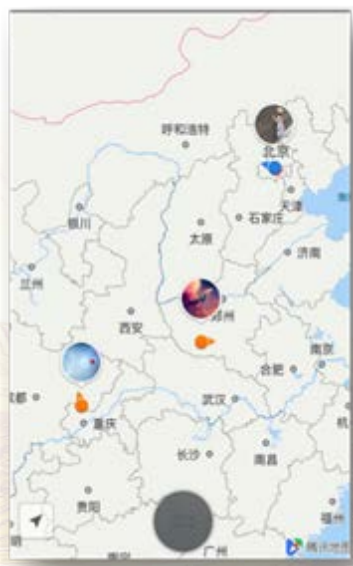 呼和浩特
北京
天津
银川
石家庄
太原
济南
兰州
郑州
西安
南京
合肥
武汉
重庆
杭
长沙
南昌
贵阳
福州
广州
腾讯地图